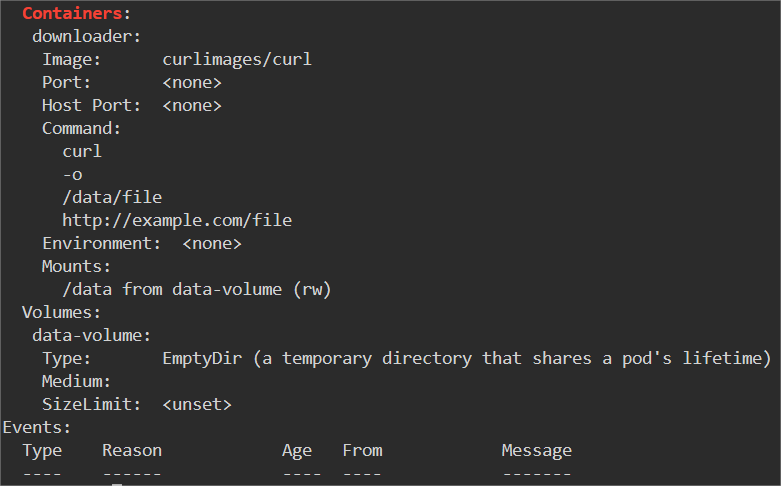 Containers:
downloader:
Image: curlimages/curl
Port: <none>
Host Port: <none>
Command:
curl
-o
/data/file
http://example.com/file
Environment: <none>
Mounts:
/data from data-volume (rw)
Volumes:
data-volume:
Type: EmptyDir (a temporary directory that shares a pod's lifetime)
Medium:
SizeLimit: <unset>
Events:
Type Reason Age From Message
---- ------ ---- ---- -------